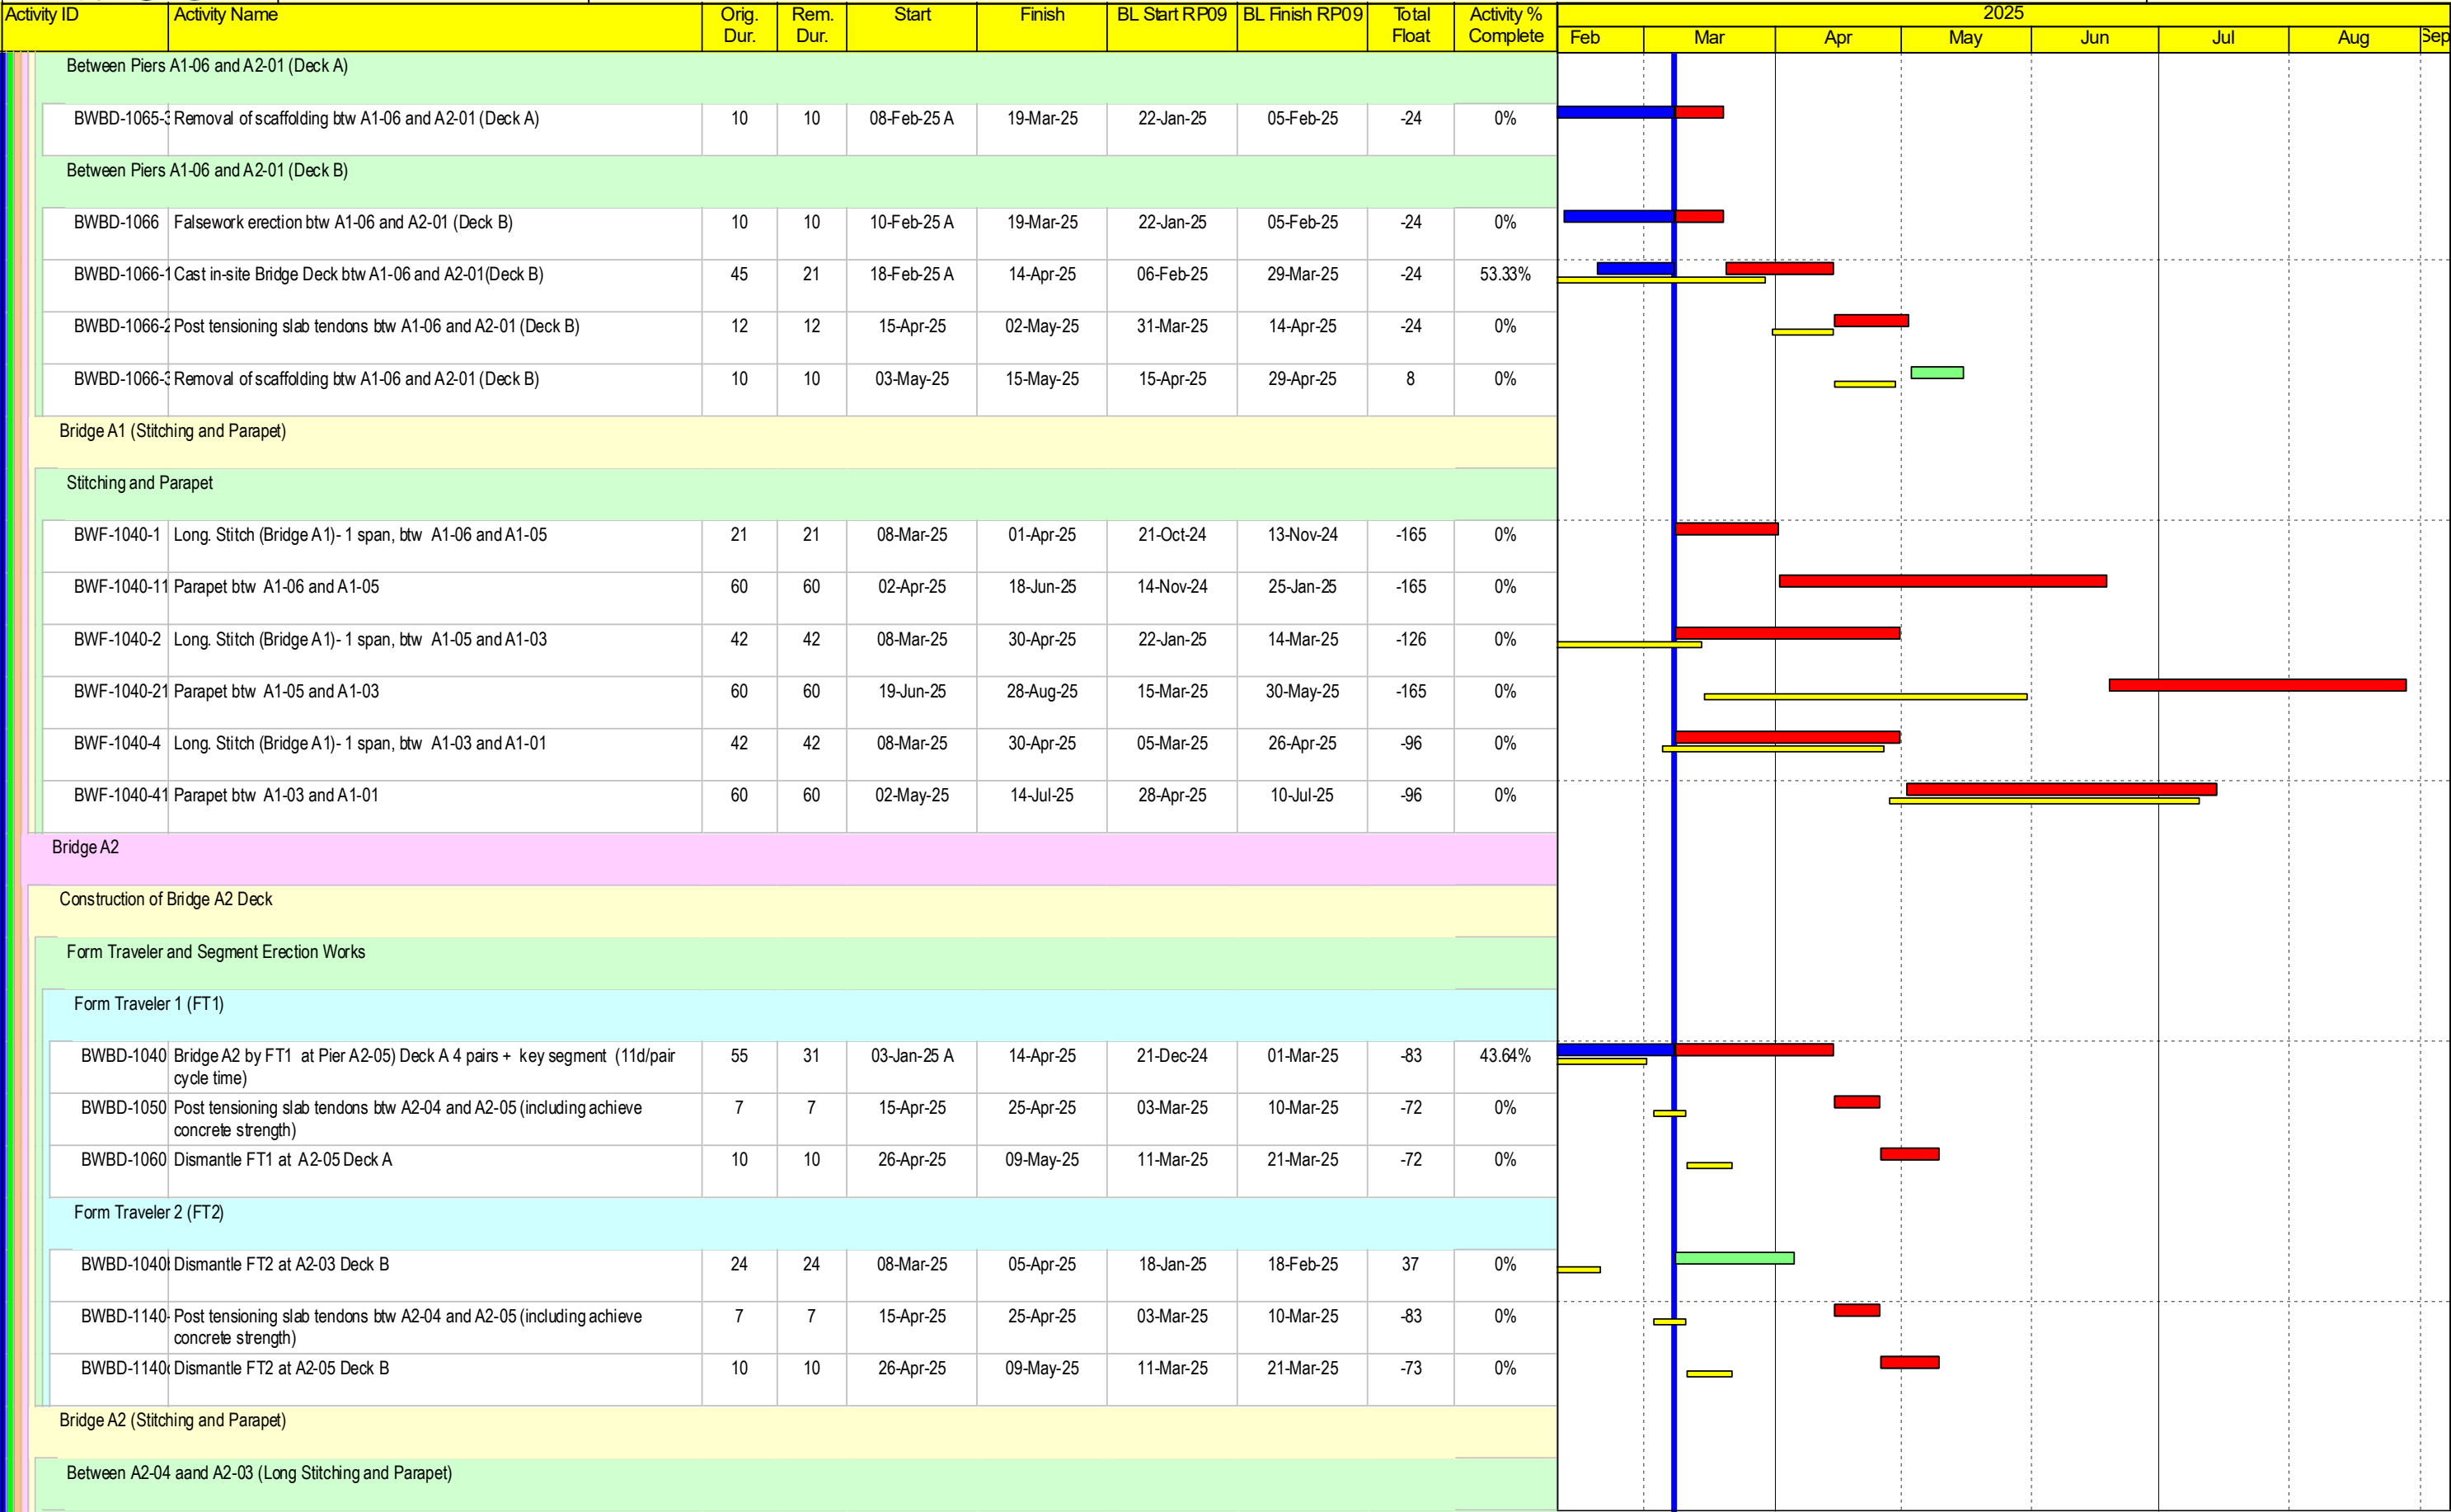 Activity ID Activity Name Orig. Dur. Rem. Dur. Start Finish BL Start RP09 BL Finish RP09 Total Float Activity % Complete 2025
Feb Mar Apr May Jun Jul Aug Sep
Between Piers A1-06 and A2-01 (Deck A)
BWBD-1065-3 Removal of scaffolding btw A1-06 and A2-01 (Deck A) 10 10 08-Feb-25 A 19-Mar-25 22-Jan-25 05-Feb-25 -24 0%
Between Piers A1-06 and A2-01 (Deck B)
BWBD-1066 Falsework erection btw A1-06 and A2-01 (Deck B) 10 10 10-Feb-25 A 19-Mar-25 22-Jan-25 05-Feb-25 -24 0%
BWBD-1066-1 Cast in-site Bridge Deck btw A1-06 and A2-01(Deck B) 45 21 18-Feb-25 A 14-Apr-25 06-Feb-25 29-Mar-25 -24 53.33%
BWBD-1066-2 Post tensioning slab tendons btw A1-06 and A2-01 (Deck B) 12 12 15-Apr-25 02-May-25 31-Mar-25 14-Apr-25 -24 0%
BWBD-1066-3 Removal of scaffolding btw A1-06 and A2-01 (Deck B) 10 10 03-May-25 15-May-25 15-Apr-25 29-Apr-25 8 0%
Bridge A1 (Stitching and Parapet)
Stitching and Parapet
BWF-1040-1 Long. Stitch (Bridge A1)- 1 span, btw A1-06 and A1-05 21 21 08-Mar-25 01-Apr-25 21-Oct-24 13-Nov-24 -165 0%
BWF-1040-11 Parapet btw A1-06 and A1-05 60 60 02-Apr-25 18-Jun-25 14-Nov-24 25-Jan-25 -165 0%
BWF-1040-2 Long. Stitch (Bridge A1)- 1 span, btw A1-05 and A1-03 42 42 08-Mar-25 30-Apr-25 22-Jan-25 14-Mar-25 -126 0%
BWF-1040-21 Parapet btw A1-05 and A1-03 60 60 19-Jun-25 28-Aug-25 15-Mar-25 30-May-25 -165 0%
BWF-1040-4 Long. Stitch (Bridge A1)- 1 span, btw A1-03 and A1-01 42 42 08-Mar-25 30-Apr-25 05-Mar-25 26-Apr-25 -96 0%
BWF-1040-41 Parapet btw A1-03 and A1-01 60 60 02-May-25 14-Jul-25 28-Apr-25 10-Jul-25 -96 0%
Bridge A2
Construction of Bridge A2 Deck
Form Traveler and Segment Erection Works
Form Traveler 1 (FT1)
BWBD-1040 Bridge A2 by FT1 at Pier A2-05) Deck A 4 pairs + key segment (11d/pair 55 31 03-Jan-25 A 14-Apr-25 21-Dec-24 01-Mar-25 -83 43.64%
cycle time)
BWBD-1050 Post tensioning slab tendons btw A2-04 and A2-05 (including achieve 7 7 15-Apr-25 25-Apr-25 03-Mar-25 10-Mar-25 -72 0%
concrete strength)
BWBD-1060 Dismantle FT1 at A2-05 Deck A 10 10 26-Apr-25 09-May-25 11-Mar-25 21-Mar-25 -72 0%
Form Traveler 2 (FT2)
BWBD-1040 Dismantle FT2 at A2-03 Deck B 24 24 08-Mar-25 05-Apr-25 18-Jan-25 18-Feb-25 37 0%
BWBD-1140- Post tensioning slab tendons btw A2-04 and A2-05 (including achieve 7 7 15-Apr-25 25-Apr-25 03-Mar-25 10-Mar-25 -83 0%
concrete strength)
BWBD-1140 Dismantle FT2 at A2-05 Deck B 10 10 26-Apr-25 09-May-25 11-Mar-25 21-Mar-25 -73 0%
Bridge A2 (Stitching and Parapet)
Between A2-04 aand A2-03 (Long Stitching and Parapet)